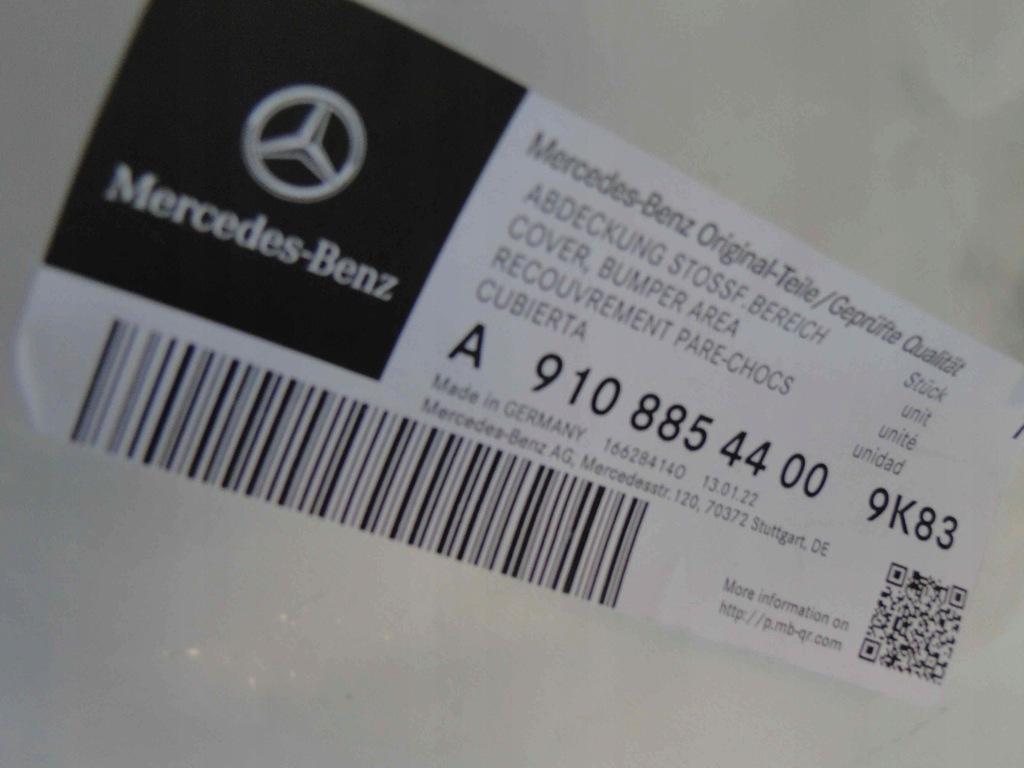 Mercedes-Benz
Mercedes-Benz Original-Teile/Geprüfte Qualität
ABDECKUNG STOSSF.BEREICH
COVER, BUMPER AREA
RECOUVREMENT PARE-CHOCS
CUBIERTA
Stück
unit
unité
unidad
A 910 885 44 00 9K83
Made in GERMANY 166284140 13.01.22
Mercedes-Benz AG, Mercedesstr.120, 70372 Stuttgart, DE
More information on
http://p.mb-qr.com